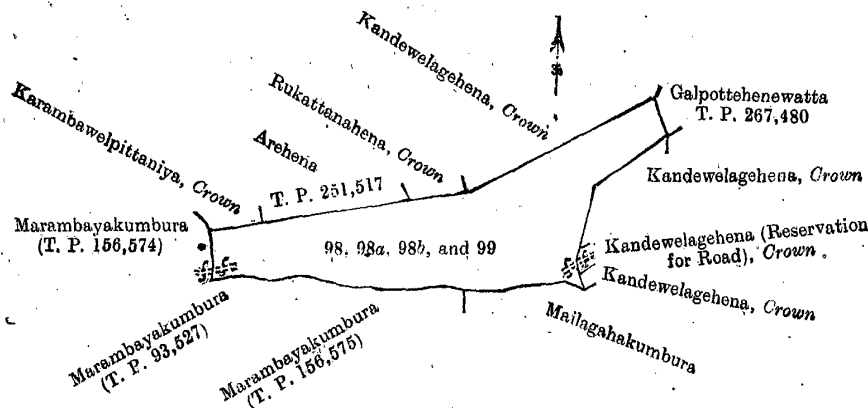 Kandewelagehena, Crown
Rukattanahena, Crown
Karambawelpittaniya, Crown
Arehena
T. P. 251,517
Galpottehenewatta
T. P. 267,480
Kandewelagehena, Crown
Marambayakumbura
(T. P. 156,574)
98, 98a, 98b, and 99
Kandewelagehena (Reservation
for Road), Crown.
Kandewelagehena, Crown
Mailagahakumbura
Marambayakumbura
(T. P. 93,527)
Marambayakumbura
(T. P. 156,575)